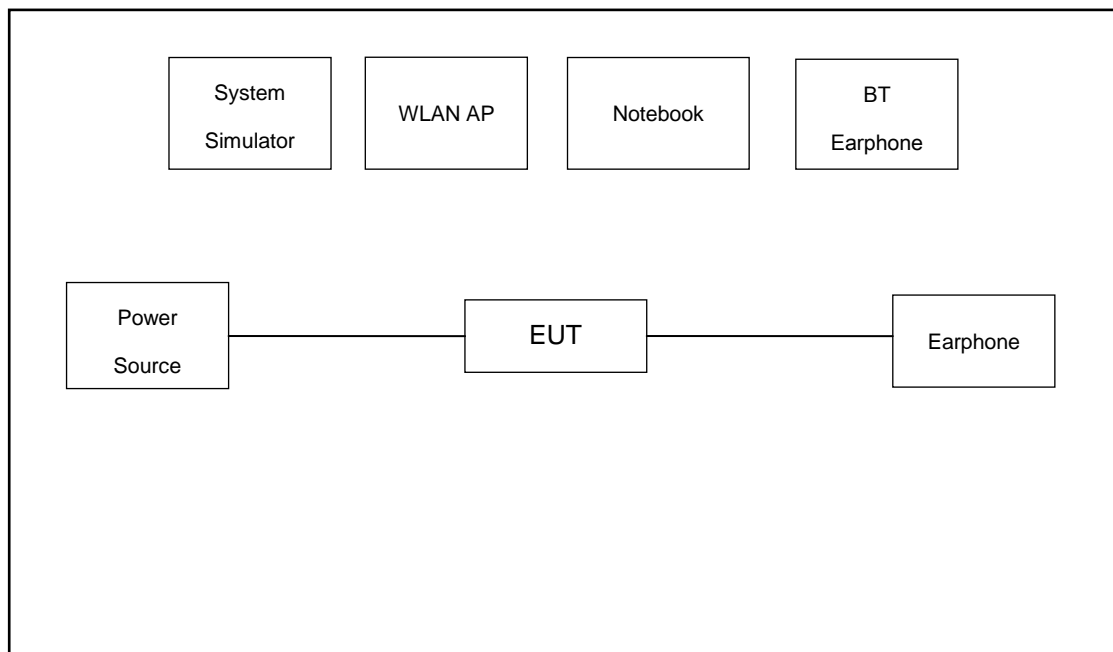 System
Simulator
WLAN AP
Notebook
BT
Earphone
Power
Source
EUT
Earphone